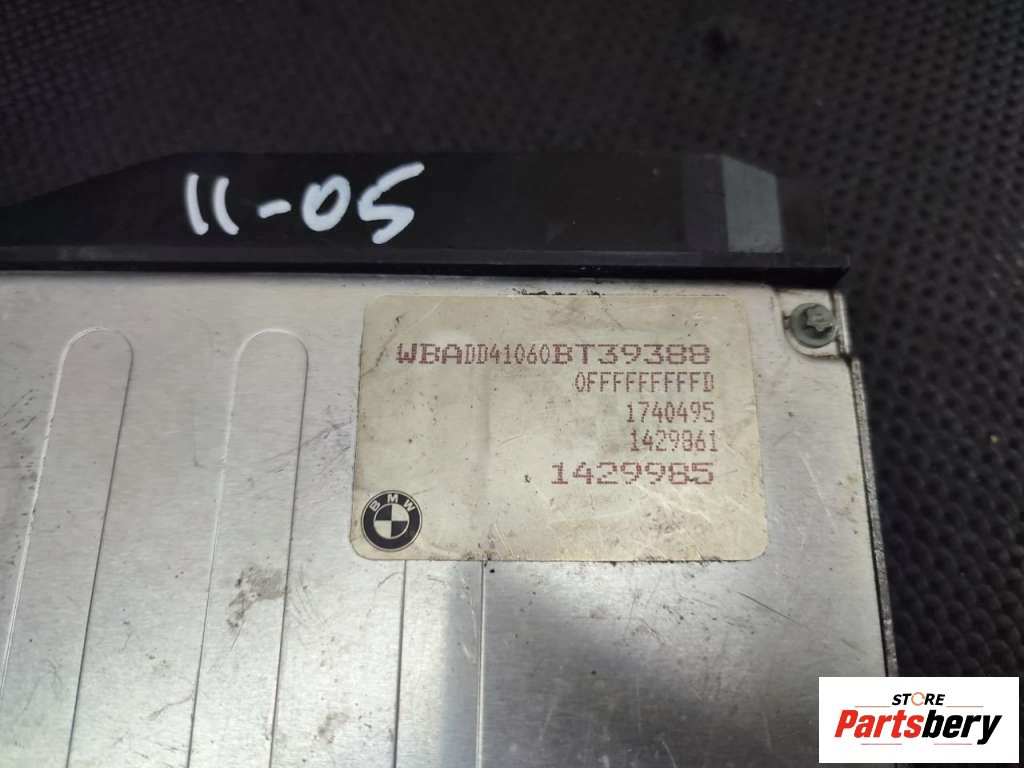 11-05
WBADD41060BT39388
0FFFFFFFFFD
1740495
1429861
1429985
BMW
STORE
Partsbery